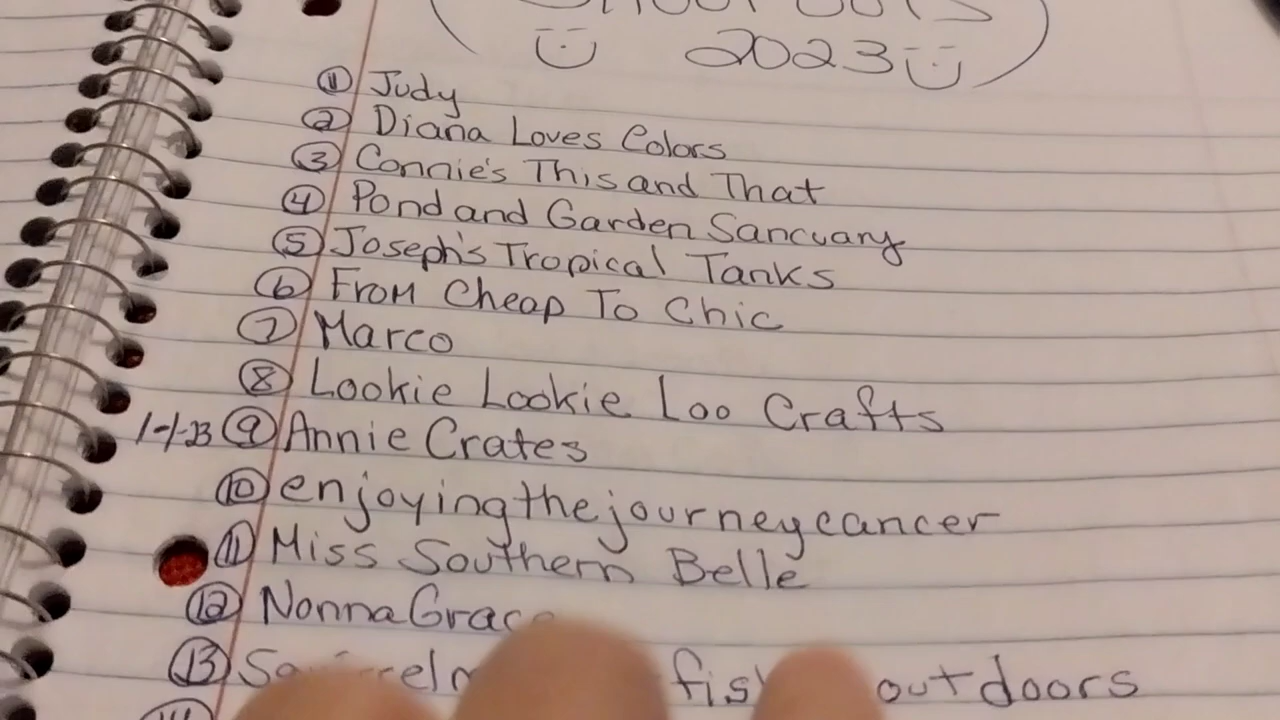 2023
① Judy
② Diana Loves Colors
③ Connie's This and That
④ Pond and Garden Sancuary
⑤ Joseph's Tropical Tanks
⑥ From Cheap To Chic
⑦ Marco
⑧ Lookie Lookie Loo Crafts
1-1-23 ⑨ Annie Crates
⑩ enjoyingthejourneycancer
⑪ Miss Southern Belle
⑫ Nonna
⑬ outdoors